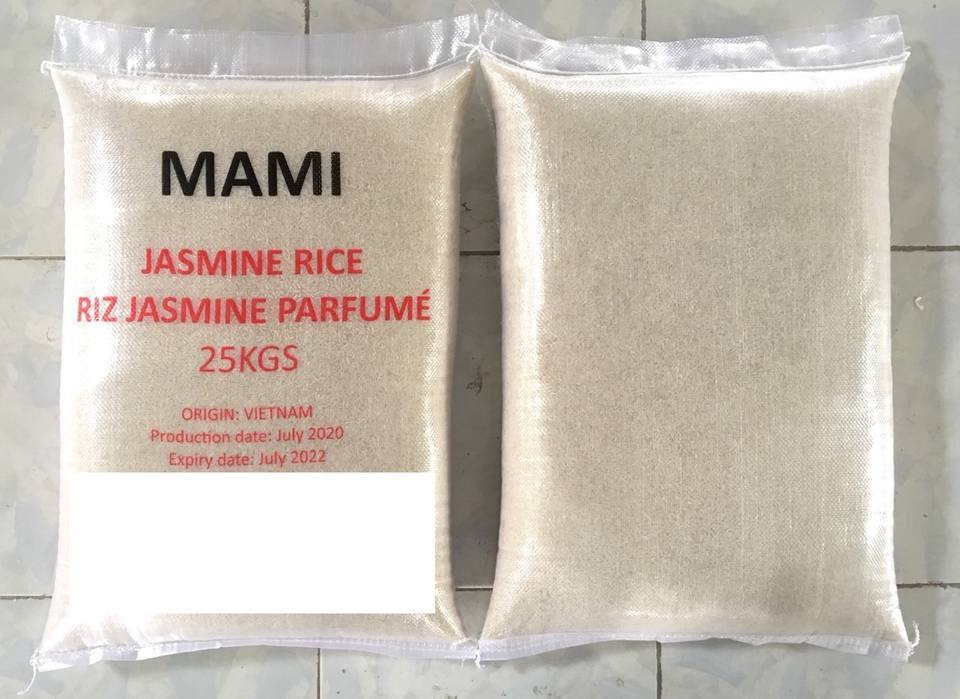 MAMI
JASMINE RICE
RIZ JASMINE PARFUMÉ
25KGS
ORIGIN: VIETNAM
Production date: July 2020
Expiry date: July 2022